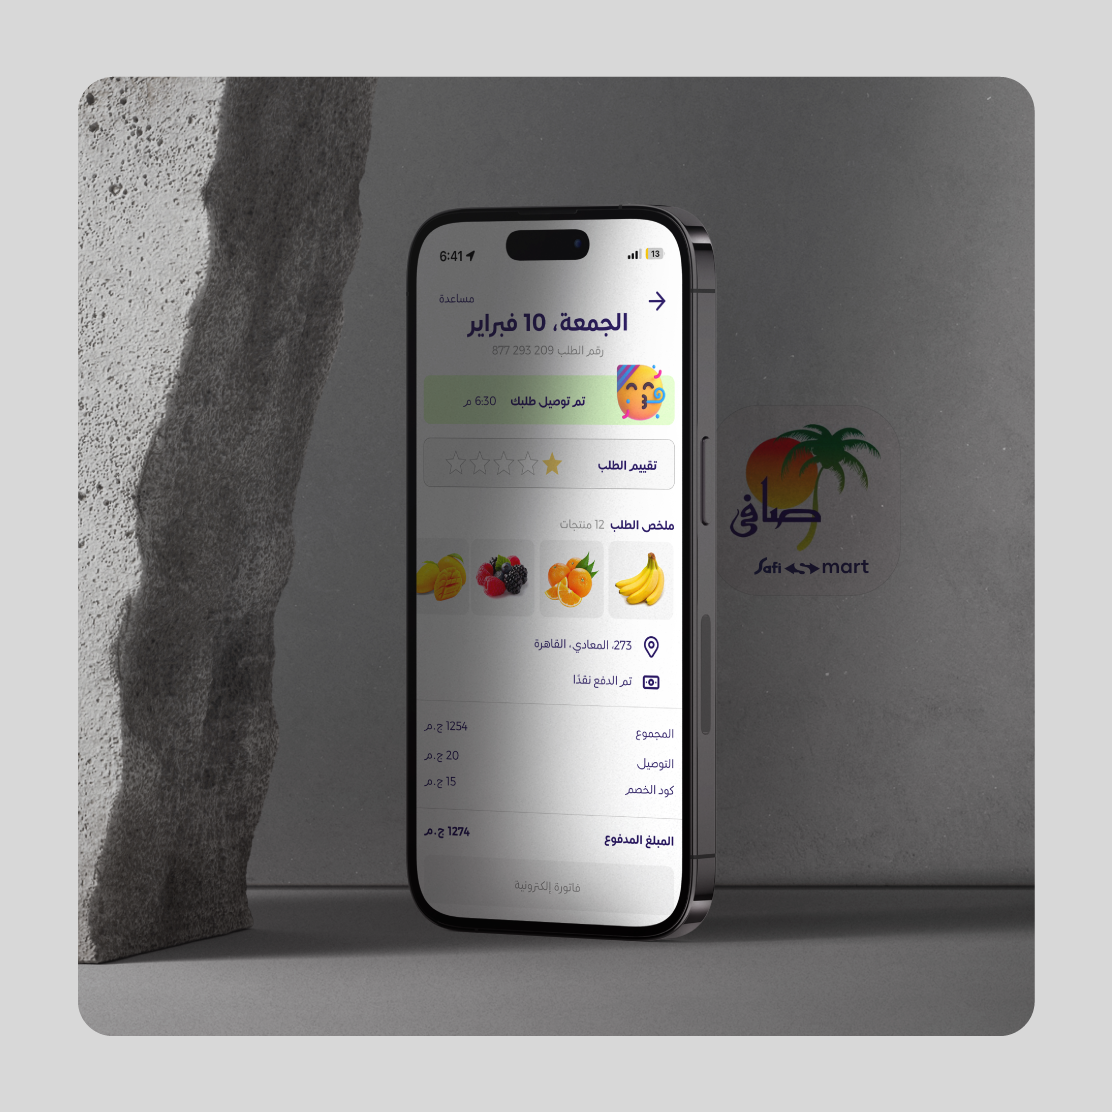 6:41
13
مساعدة
الجمعة، 10 فبراير
رقم الطلب 209 293 877
تم توصيل طلبك 6:30 م
تقييم الطلب
ملخص الطلب 12 منتجات
273، المعادي، القاهرة
تم الدفع نقدًا
المجموع 1254 ج.م
التوصيل 20 ج.م
كود الخصم 15 ج.م
المبلغ المدفوع 1274 ج.م
فاتورة إلكترونية
صافي
Safi mart